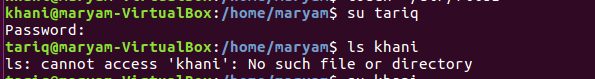 khani@maryam-VirtualBox:/home/maryam$ su tariq
Password:
tariq@maryam-VirtualBox:/home/maryam$ ls khani
ls: cannot access 'khani': No such file or directory